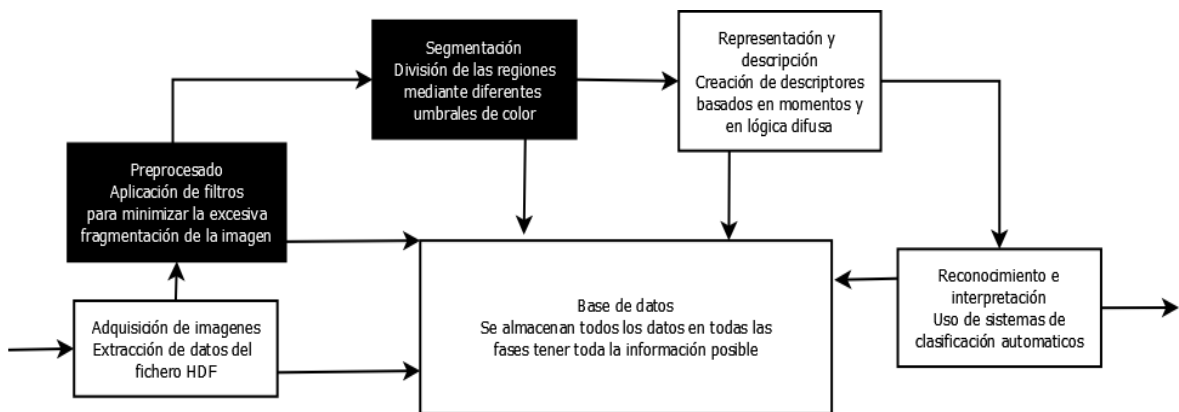 Segmentación
División de las regiones
mediante diferentes
umbrales de color
Representación y
descripción
Creación de descriptores
basados en momentos y
en lógica difusa
Preprocesado
Aplicación de filtros
para minimizar la excesiva
fragmentación de la imagen
Adquisición de imagenes
Extracción de datos del
fichero HDF
Base de datos
Se almacenan todos los datos en todas las
fases tener toda la información posible
Reconocimiento e
interpretación
Uso de sistemas de
clasificación automaticos